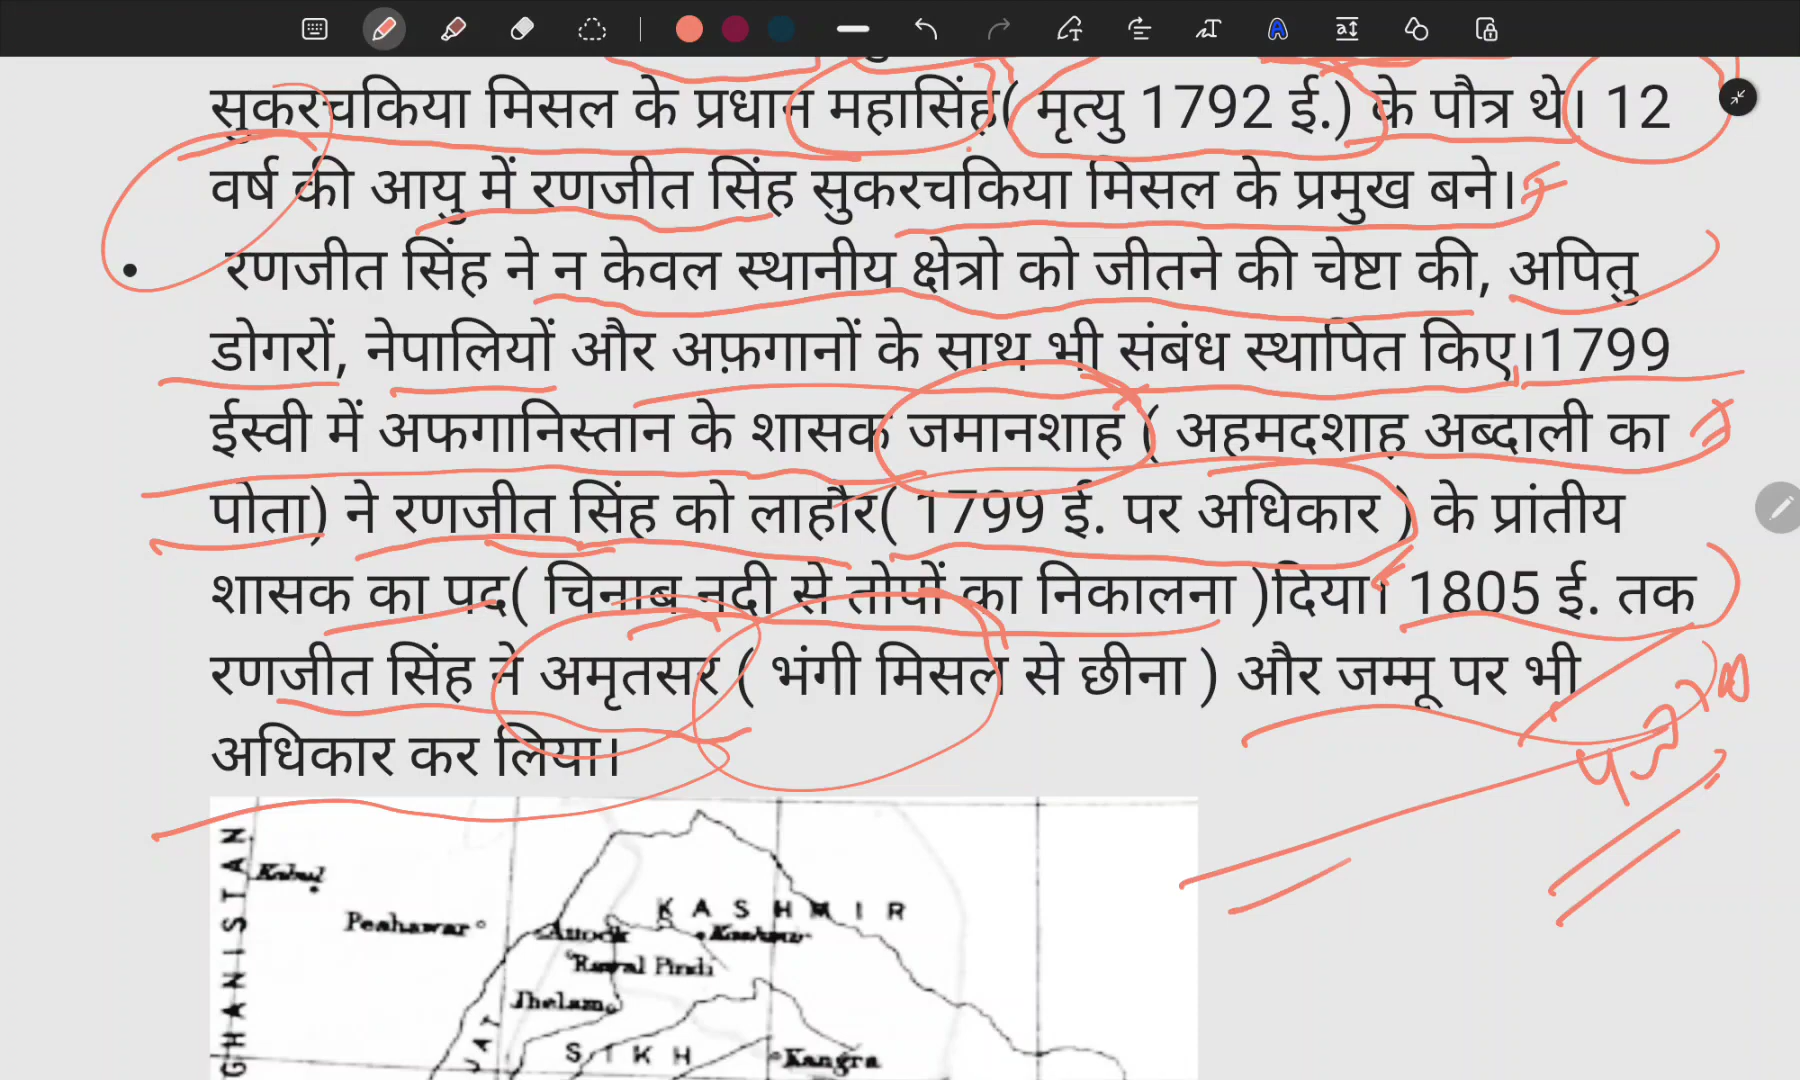 सुकरचकिया मिसल के प्रधान महासिंह( मृत्यु 1792 ई.) के पौत्र थे। 12
वर्ष की आयु में रणजीत सिंह सुकरचकिया मिसल के प्रमुख बने।
• रणजीत सिंह ने न केवल स्थानीय क्षेत्रो को जीतने की चेष्टा की, अपितु
डोगरों, नेपालियों और अफ़गानों के साथ भी संबंध स्थापित किए।1799
ईस्वी में अफगानिस्तान के शासक जमानशाह ( अहमदशाह अब्दाली का
पोता) ने रणजीत सिंह को लाहौर( 1799 ई. पर अधिकार ) के प्रांतीय
शासक का पद( चिनाब नदी से तोपों का निकालना )दिया। 1805 ई. तक
रणजीत सिंह ने अमृतसर ( भंगी मिसल से छीना ) और जम्मू पर भी
अधिकार कर लिया।
GHANISTAN
Kabul
KASHMIR
Peshawar
Attock
Kashmir
Rawal Pindi
Jhelam
SIKH
Kangra